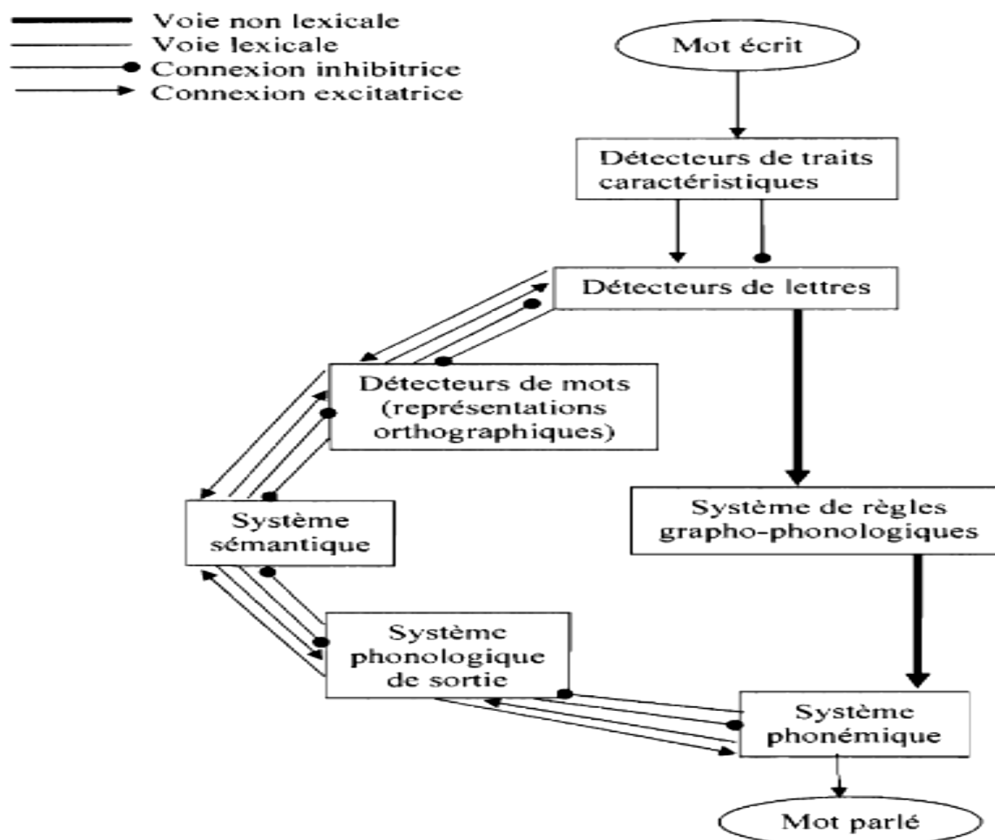 Voie non lexicale
Voie lexicale
Connexion inhibitrice
Connexion excitatrice
Mot écrit
Détecteurs de traits
caractéristiques
Détecteurs de lettres
Détecteurs de mots
(représentations
orthographiques)
Système de règles
grapho-phonologiques
Système
sémantique
Système
phonologique
de sortie
Système
phonémique
Mot parlé